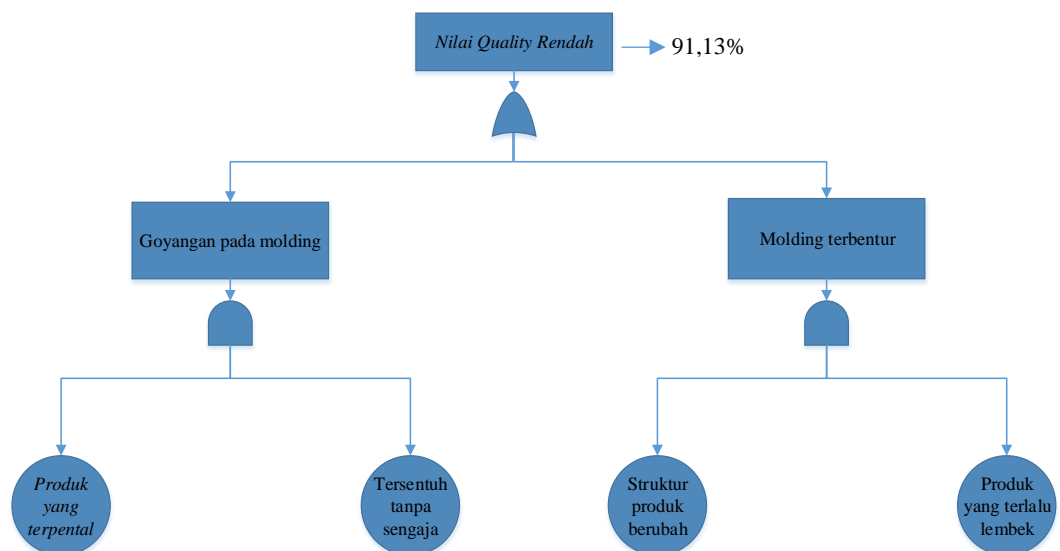 Nilai Quality Rendah
91,13%
Goyangan pada molding
Molding terbentur
Produk
yang
terpental
Tersentuh
tanpa
sengaja
Struktur
produk
berubah
Produk
yang terlalu
lembek